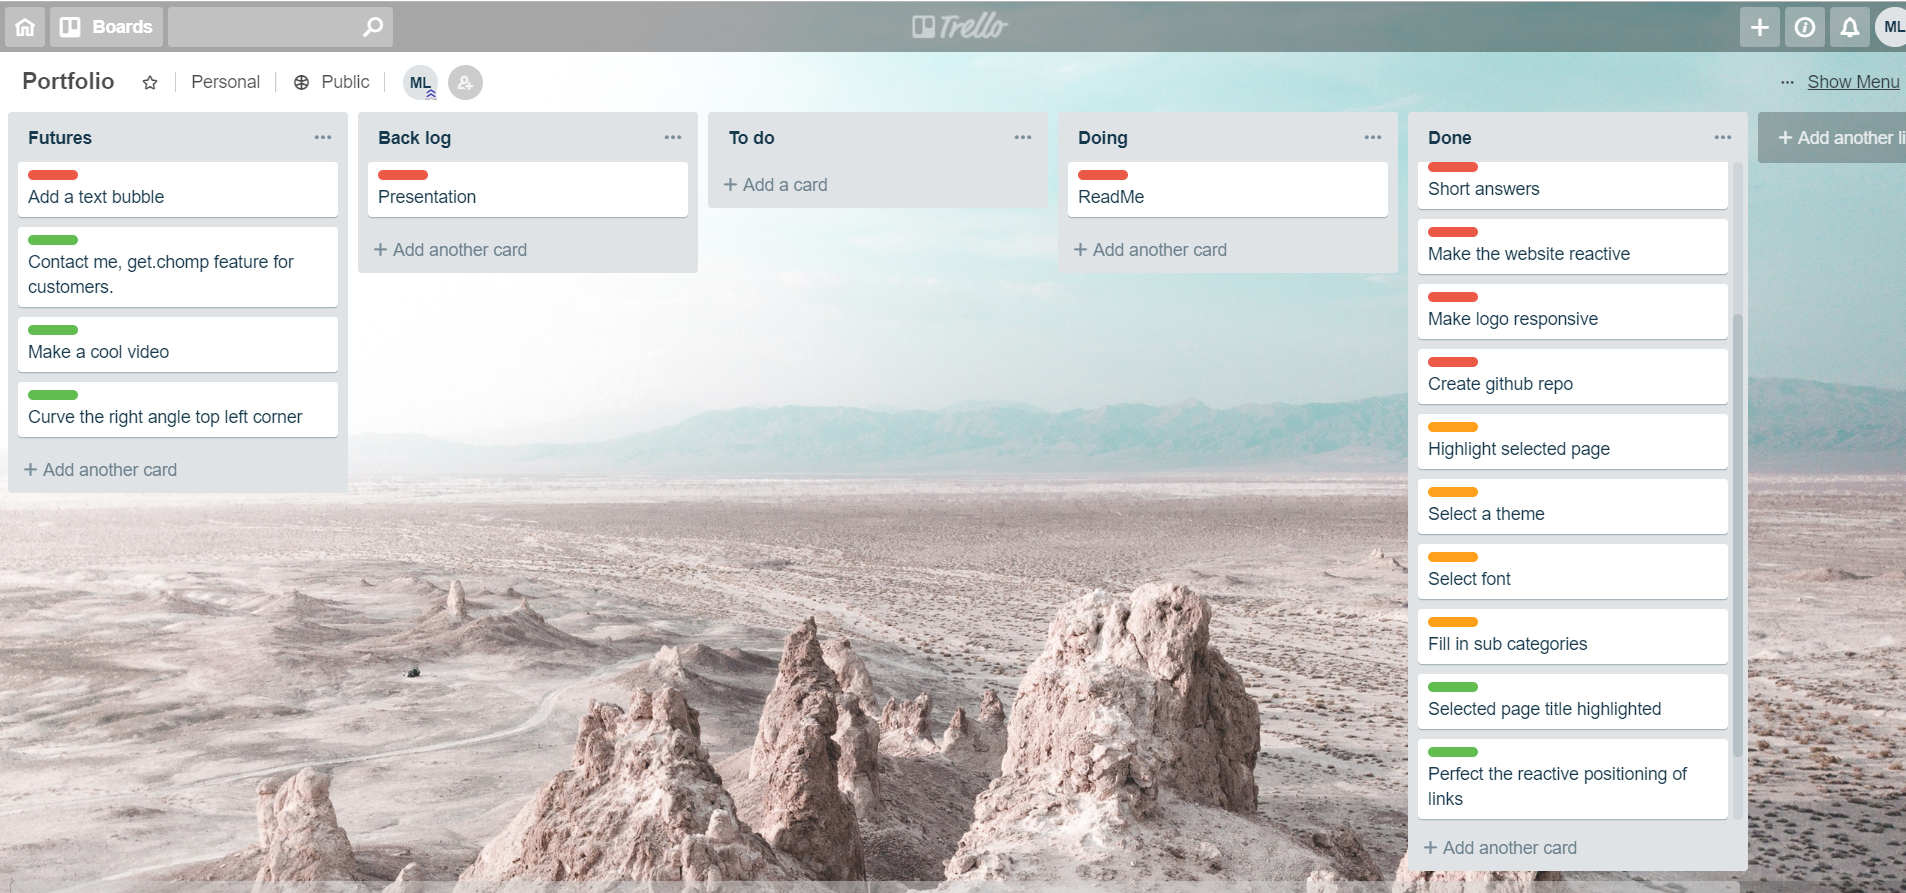 Boards
Trello
ML
Portfolio
Personal
Public
ML
Show Menu
Futures
Add a text bubble
Contact me, get.chomp feature for
customers.
Make a cool video
Curve the right angle top left corner
+ Add another card
Back log
Presentation
+ Add another card
To do
+ Add a card
Doing
ReadMe
+ Add another card
Done
Short answers
Make the website reactive
Make logo responsive
Create github repo
Highlight selected page
Select a theme
Select font
Fill in sub categories
Selected page title highlighted
Perfect the reactive positioning of
links
+ Add another card
+ Add another li